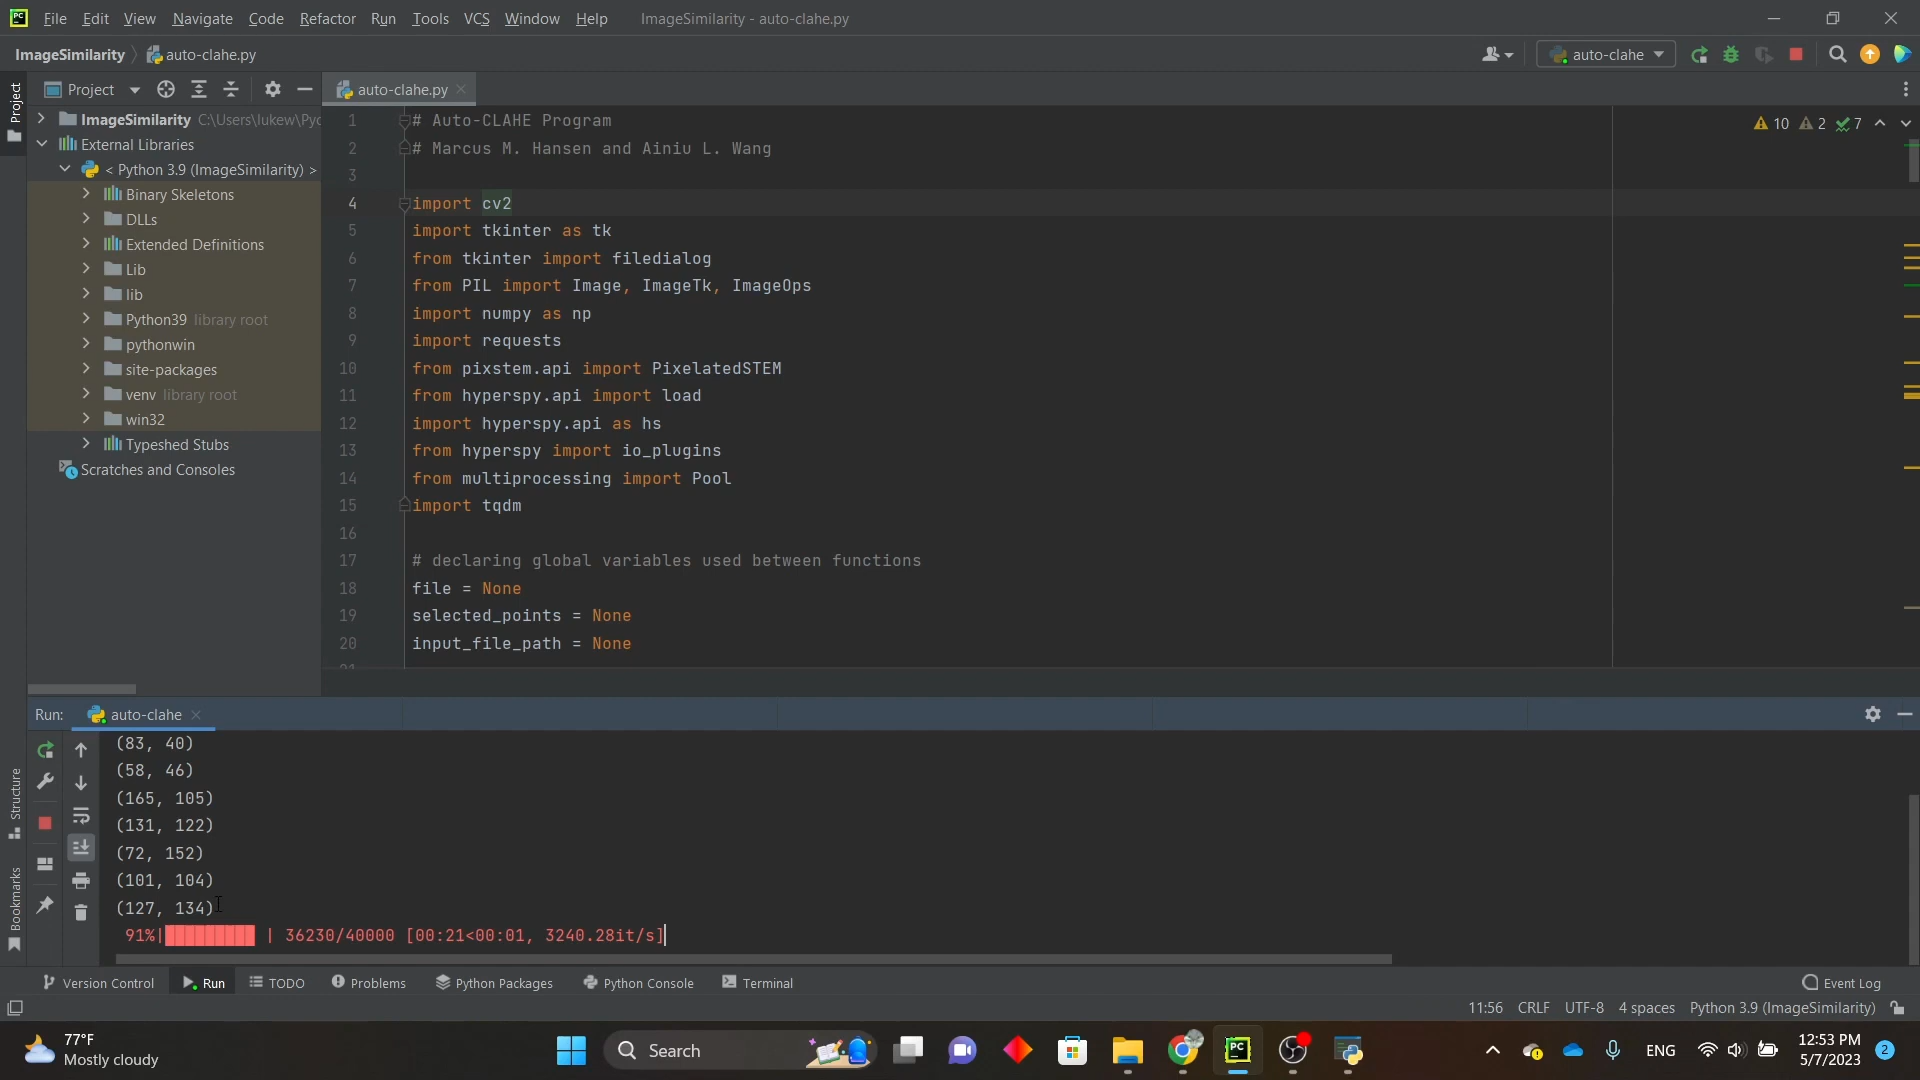 PC File Edit View Navigate Code Refactor Run Tools VCS Window Help ImageSimilarity - auto-clahe.py
ImageSimilarity auto-clahe.py auto-clahe
Project auto-clahe.py
Project
ImageSimilarity C:\Users\lukew\Pyc
External Libraries
< Python 3.9 (ImageSimilarity) >
Binary Skeletons
DLLs
Extended Definitions
Lib
lib
Python39 library root
pythonwin
site-packages
venv library root
win32
Typeshed Stubs
Scratches and Consoles
10 2 7
1 # Auto-CLAHE Program
2 # Marcus M. Hansen and Ainiu L. Wang
3
4 import cv2
5 import tkinter as tk
6 from tkinter import filedialog
7 from PIL import Image, ImageTk, ImageOps
8 import numpy as np
9 import requests
10 from pixstem.api import PixelatedSTEM
11 from hyperspy.api import load
12 import hyperspy.api as hs
13 from hyperspy import io_plugins
14 from multiprocessing import Pool
15 import tqdm
16
17 # declaring global variables used between functions
18 file = None
19 selected_points = None
20 input_file_path = None
21
Run: auto-clahe
(83, 40)
(58, 46)
(165, 105)
(131, 122)
(72, 152)
(101, 104)
(127, 134)
91%|█████████ | 36230/40000 [00:21<00:01, 3240.28it/s]
Structure
Bookmarks
Version Control Run TODO Problems Python Packages Python Console Terminal Event Log
11:56 CRLF UTF-8 4 spaces Python 3.9 (ImageSimilarity)
77°F
Mostly cloudy
Search
PC
ENG
12:53 PM
5/7/2023
2